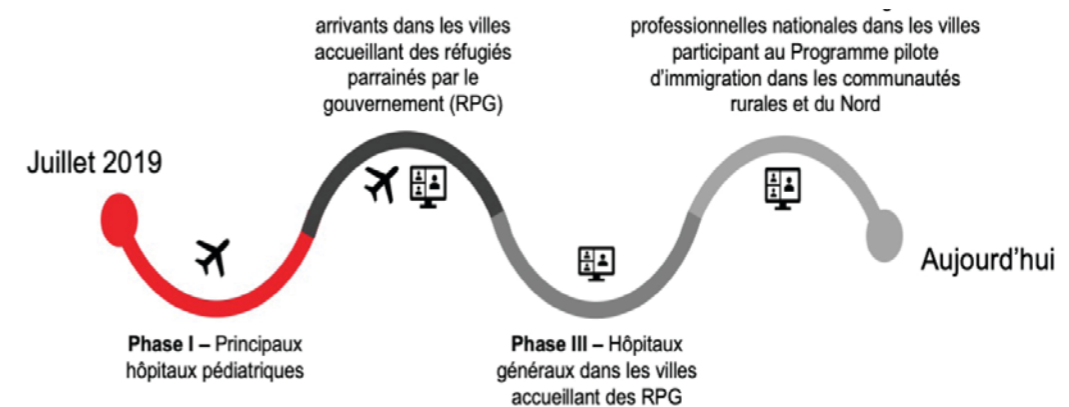 arrivants dans les villes
accueillant des réfugiés
parrainés par le
gouvernement (RPG)
professionnelles nationales dans les villes
participant au Programme pilote
d'immigration dans les communautés
rurales et du Nord
Juillet 2019
Aujourd'hui
Phase I – Principaux
hôpitaux pédiatriques
Phase III – Hôpitaux
généraux dans les villes
accueillant des RPG